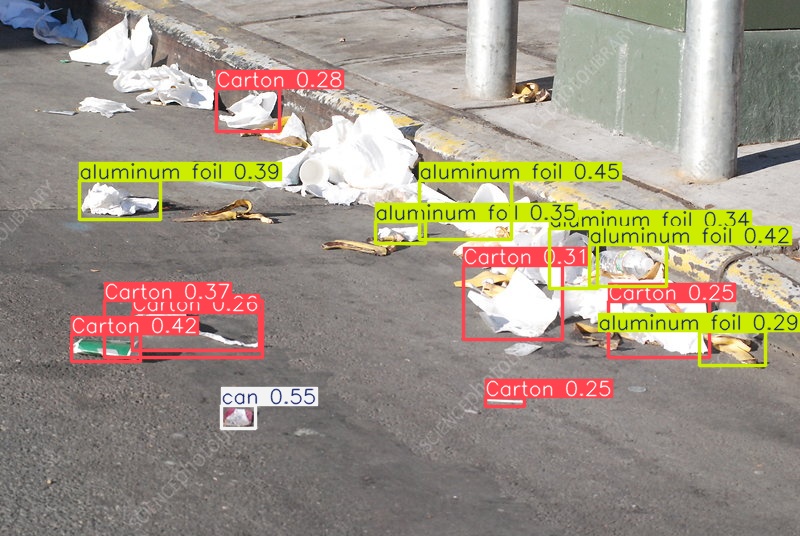 Carton 0.28
aluminum foil 0.39
aluminum foil 0.45
aluminum foil 0.35
aluminum foil 0.34
aluminum foil 0.42
Carton 0.31
Carton 0.37
Carton 0.26
Carton 0.25
Carton 0.42
aluminum foil 0.29
can 0.55
Carton 0.25